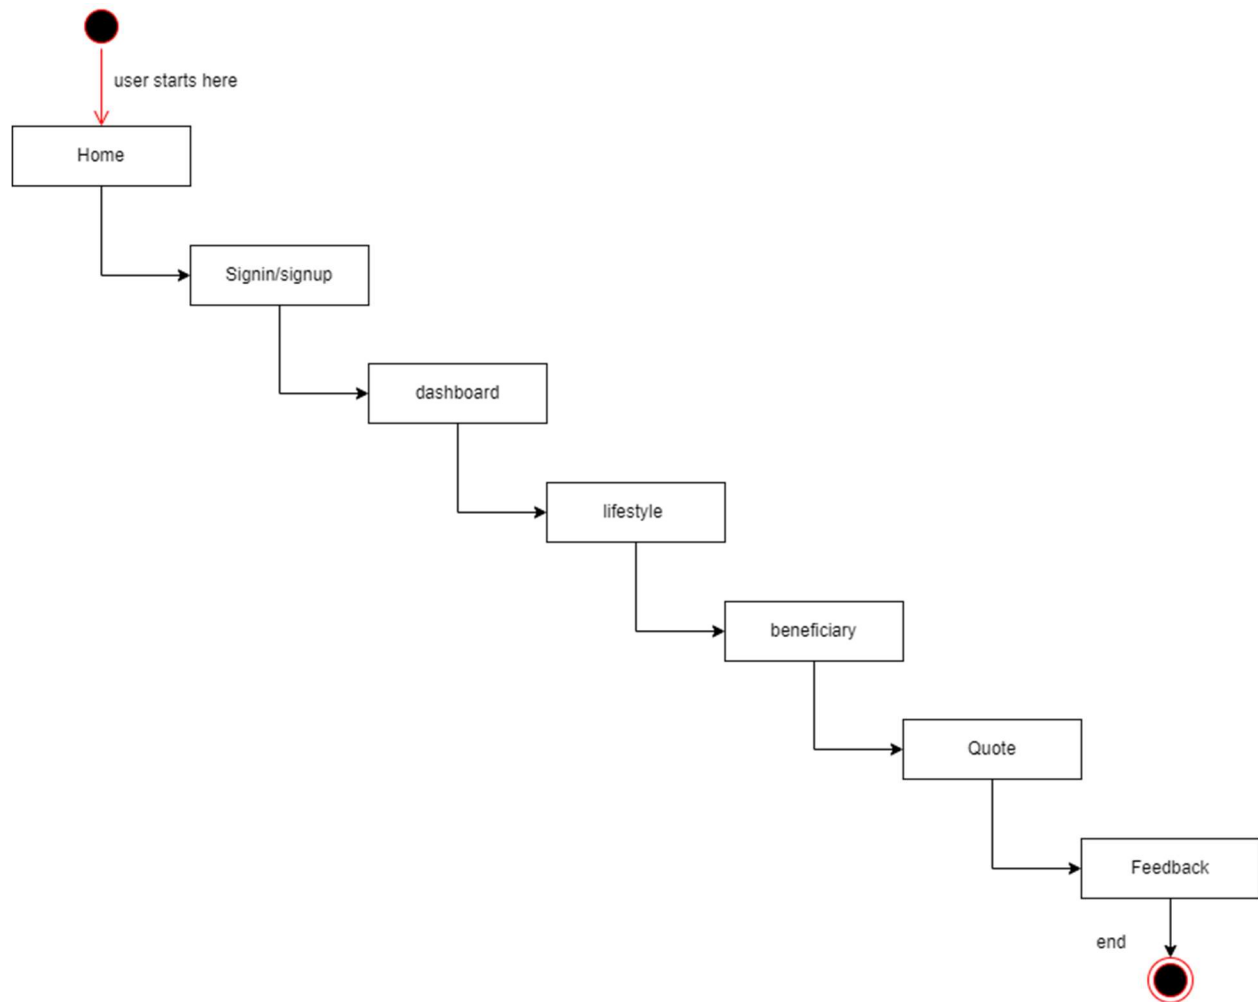 user starts here
Home
Signin/signup
dashboard
lifestyle
beneficiary
Quote
Feedback
end